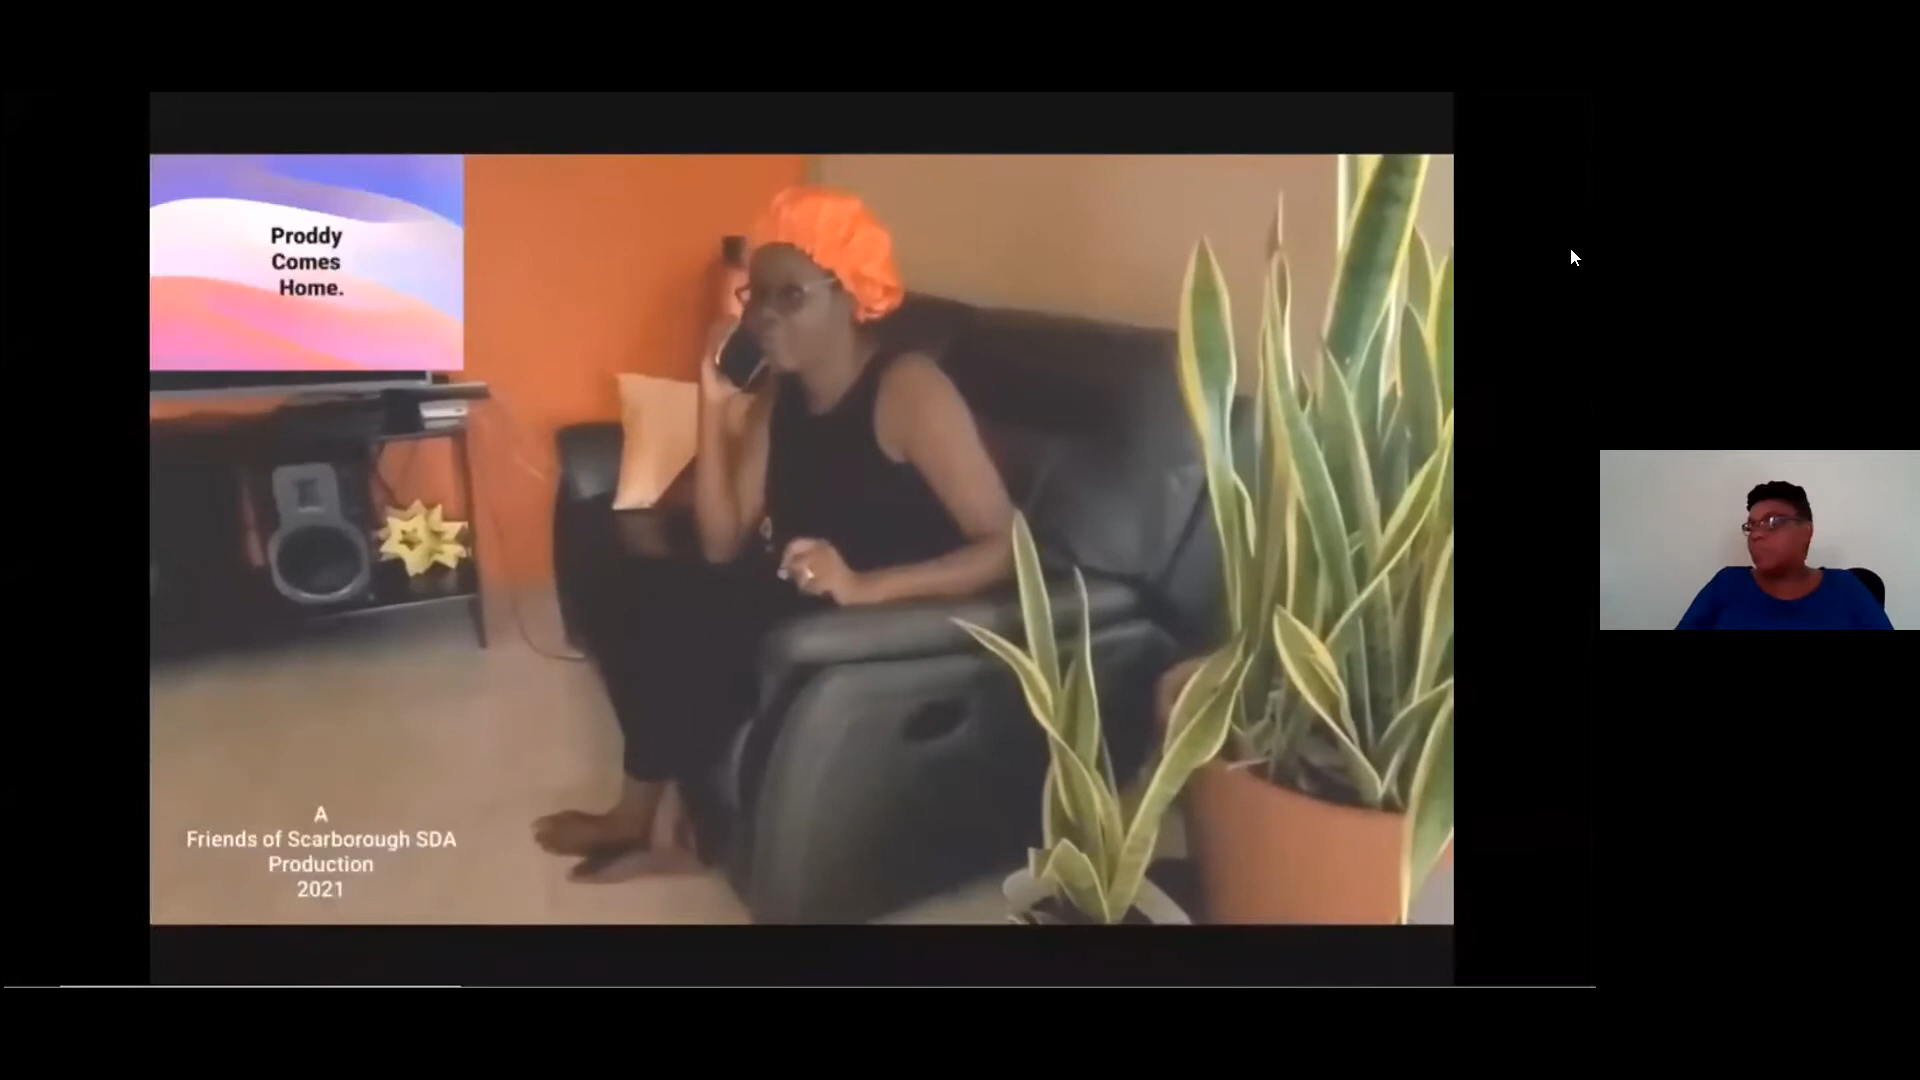 Proddy
Comes
Home.
A
Friends of Scarborough SDA
Production
2021